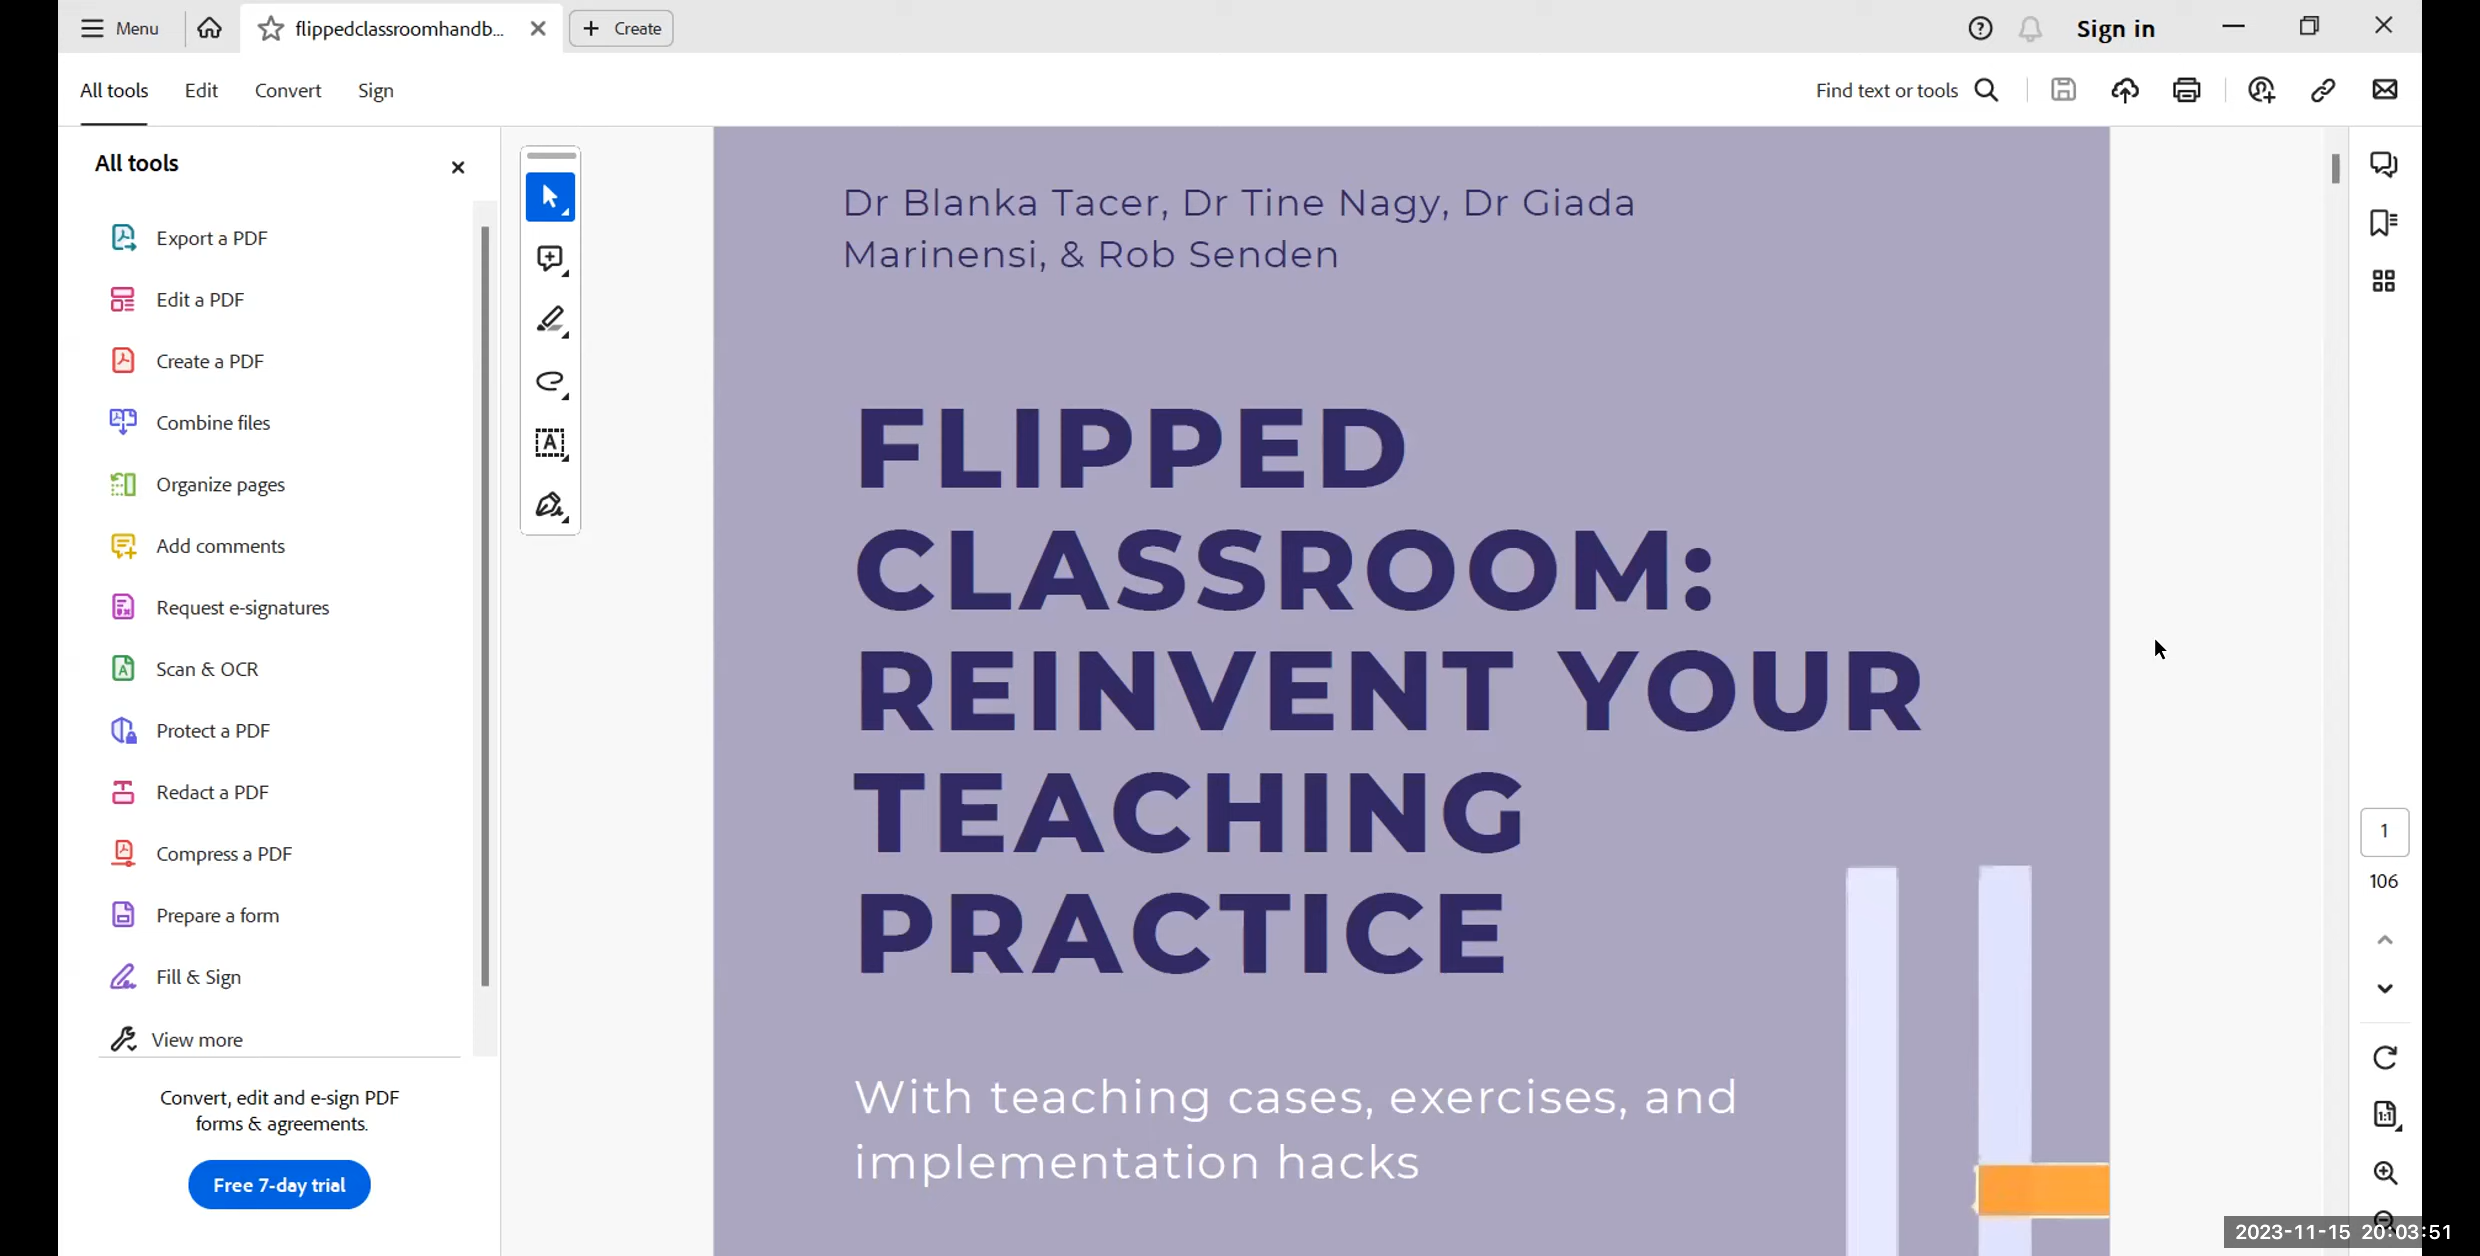 Menu
flippedclassroomhandb...
Create
Sign in
All tools
Edit
Convert
Sign
Find text or tools
All tools
Export a PDF
Edit a PDF
Create a PDF
Combine files
Organize pages
Add comments
Request e-signatures
Scan & OCR
Protect a PDF
Redact a PDF
Compress a PDF
Prepare a form
Fill & Sign
View more
Convert, edit and e-sign PDF
forms & agreements.
Free 7-day trial
Dr Blanka Tacer, Dr Tine Nagy, Dr Giada
Marinensi, & Rob Senden
FLIPPED
CLASSROOM:
REINVENT YOUR
TEACHING
PRACTICE
With teaching cases, exercises, and
implementation hacks
1
106
2023-11-15 20:03:51